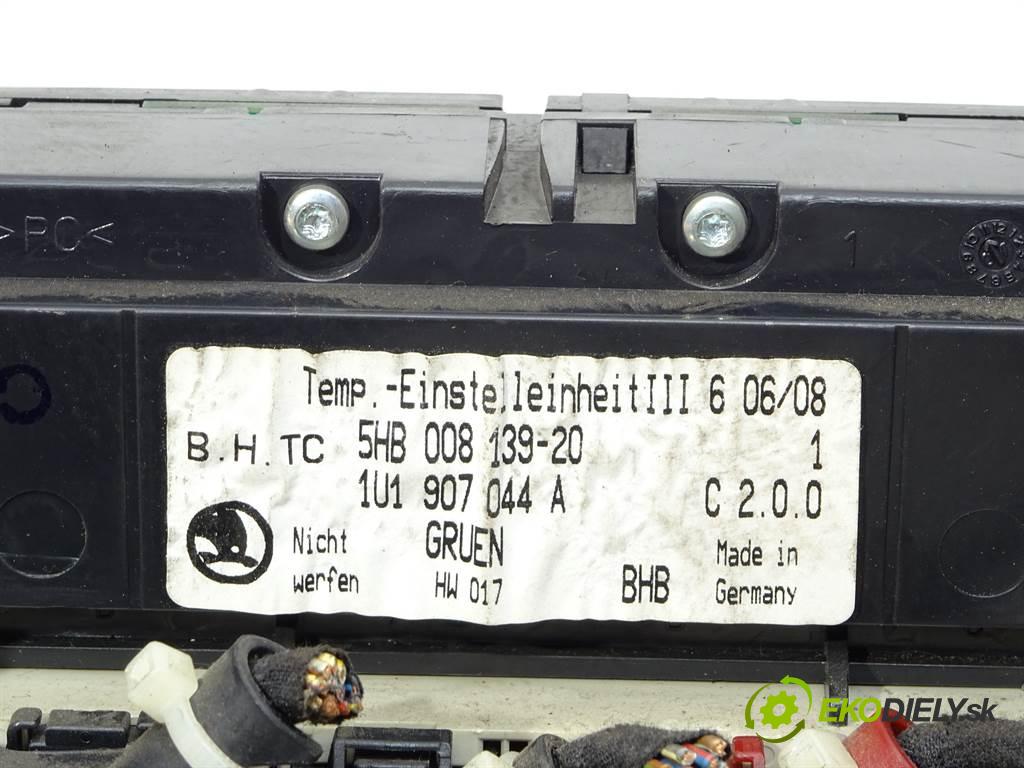 >PC<
1
Temp.-EinstelleinheitIII 6 06/08
B.H.TC 5HB 008 139-20 1
1U1 907 044 A C 2.0.0
Nicht werfen
GRUEN
HW 017
BHB
Made in Germany
EKODIELY.sk